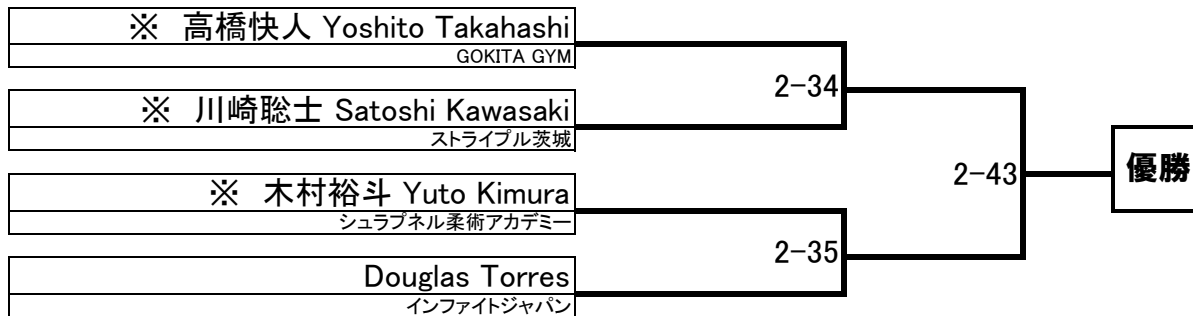 ※ 高橋快人 Yoshito Takahashi
GOKITA GYM
※ 川崎聡士 Satoshi Kawasaki
ストライプル茨城
2-34
※ 木村裕斗 Yuto Kimura
シュラプネル柔術アカデミー
Douglas Torres
インファイトジャパン
2-35
2-43
優勝